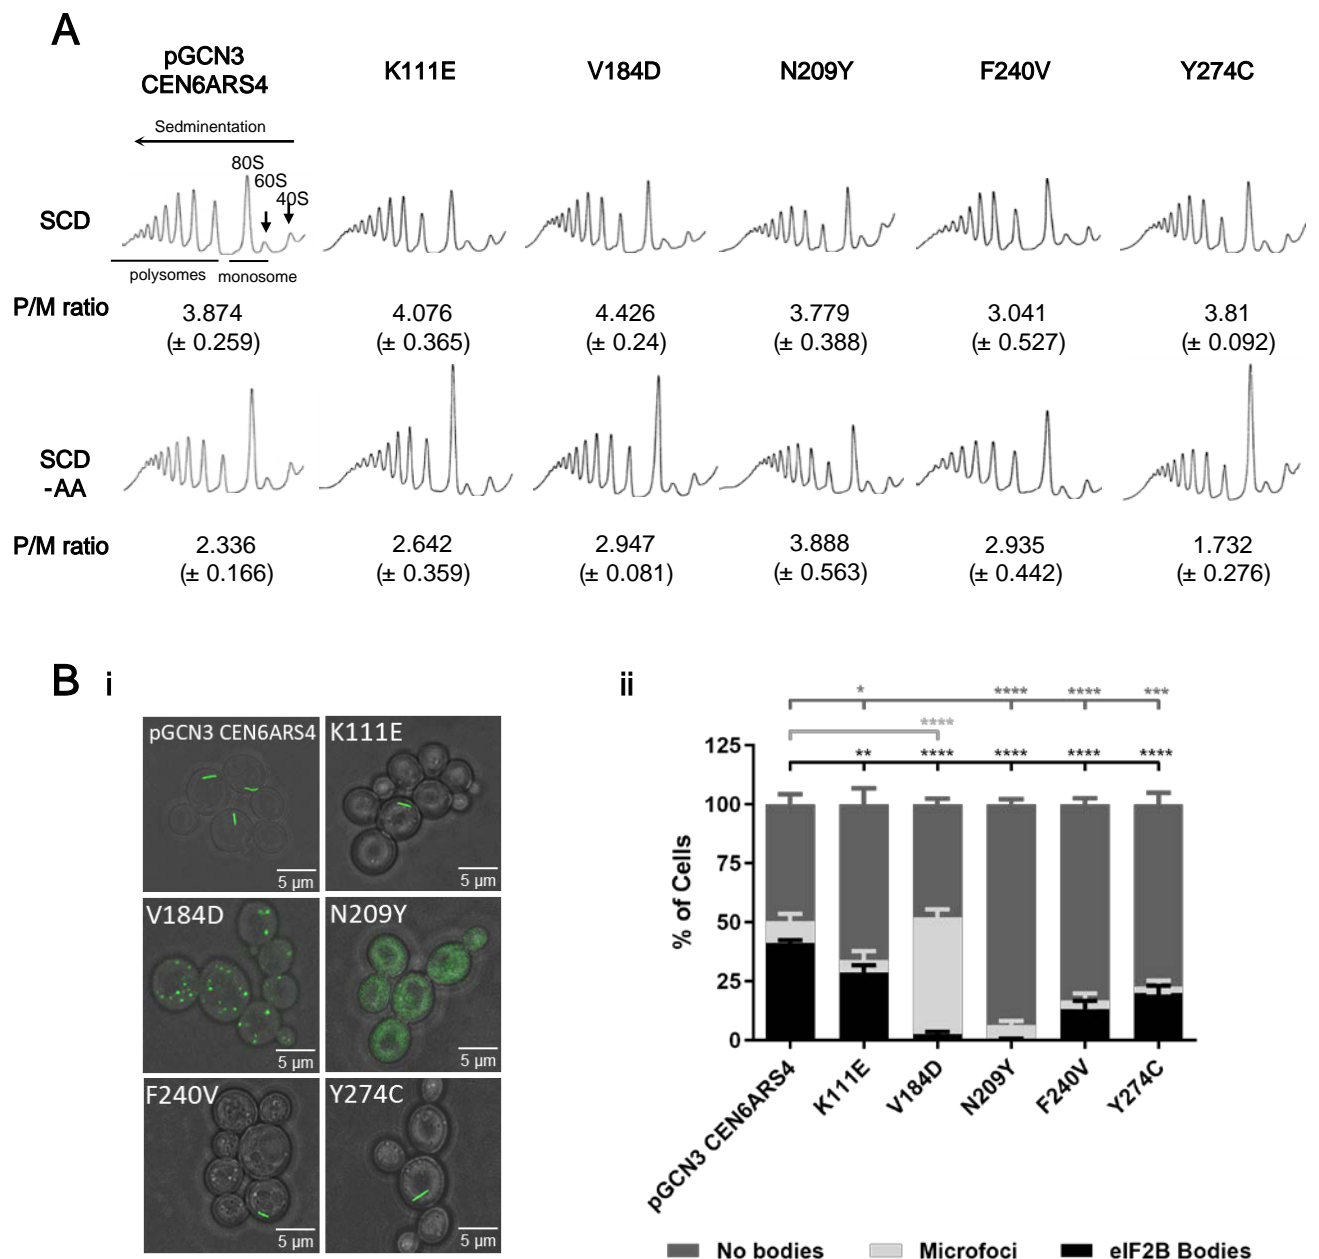 A
pGCN3
CEN6ARS4
K111E
V184D
N209Y
F240V
Y274C
Sedminentation
80S
60S
40S
SCD
polysomes
monosome
P/M ratio
3.874
(± 0.259)
4.076
(± 0.365)
4.426
(± 0.24)
3.779
(± 0.388)
3.041
(± 0.527)
3.81
(± 0.092)
SCD
-AA
P/M ratio
2.336
(± 0.166)
2.642
(± 0.359)
2.947
(± 0.081)
3.888
(± 0.563)
2.935
(± 0.442)
1.732
(± 0.276)
B i
pGCN3 CEN6ARS4
5 µm
K111E
5 µm
V184D
5 µm
N209Y
5 µm
F240V
5 µm
Y274C
5 µm
ii
* **** **** ***
****
** **** **** **** ****
% of Cells
125
100
75
50
25
0
pGCN3 CEN6ARS4
K111E
V184D
N209Y
F240V
Y274C
No bodies Microfoci eIF2B Bodies